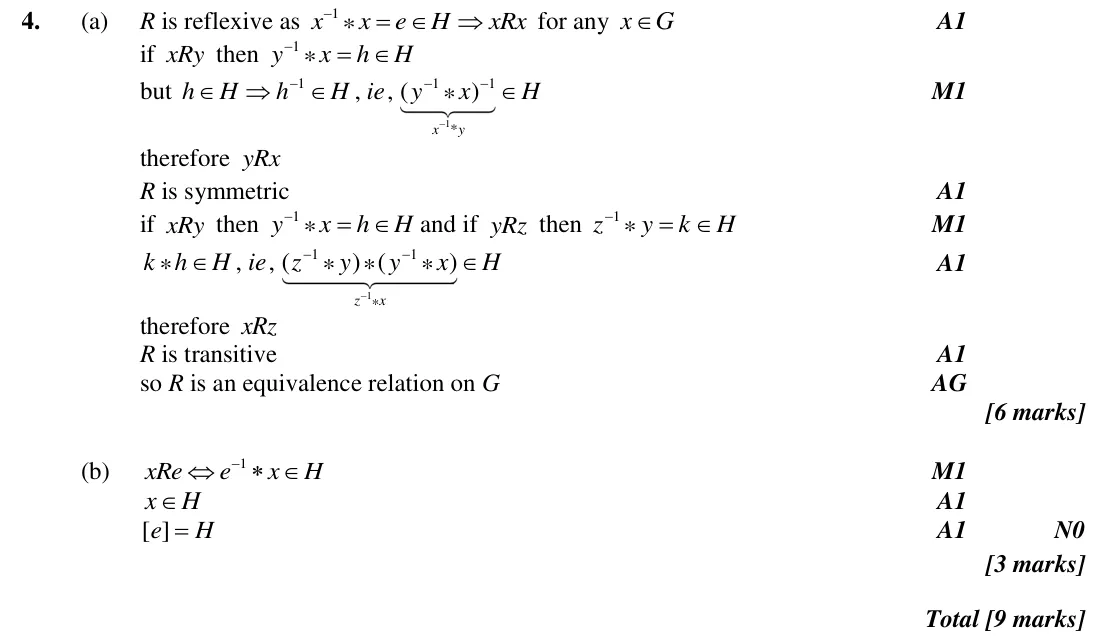 4. (a) R is reflexive as x⁻¹ ∗ x = e ∈ H ⇒ xRx for any x ∈ G A1
if xRy then y⁻¹ ∗ x = h ∈ H
but h ∈ H ⇒ h⁻¹ ∈ H , ie, (y⁻¹ ∗ x)⁻¹ ∈ H M1
x⁻¹∗y
therefore yRx
R is symmetric A1
if xRy then y⁻¹ ∗ x = h ∈ H and if yRz then z⁻¹ ∗ y = k ∈ H M1
k ∗ h ∈ H , ie, (z⁻¹ ∗ y) ∗ (y⁻¹ ∗ x) ∈ H A1
z⁻¹∗x
therefore xRz
R is transitive A1
so R is an equivalence relation on G AG
[6 marks]
(b) xRe ⇔ e⁻¹ ∗ x ∈ H M1
x ∈ H A1
[e] = H A1 N0
[3 marks]
Total [9 marks]